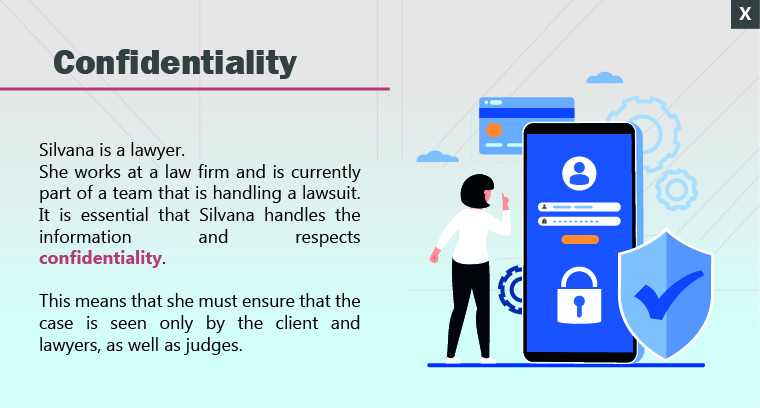 X
Confidentiality
Silvana is a lawyer.
She works at a law firm and is currently
part of a team that is handling a lawsuit.
It is essential that Silvana handles the
information and respects
confidentiality.
This means that she must ensure that the
case is seen only by the client and
lawyers, as well as judges.